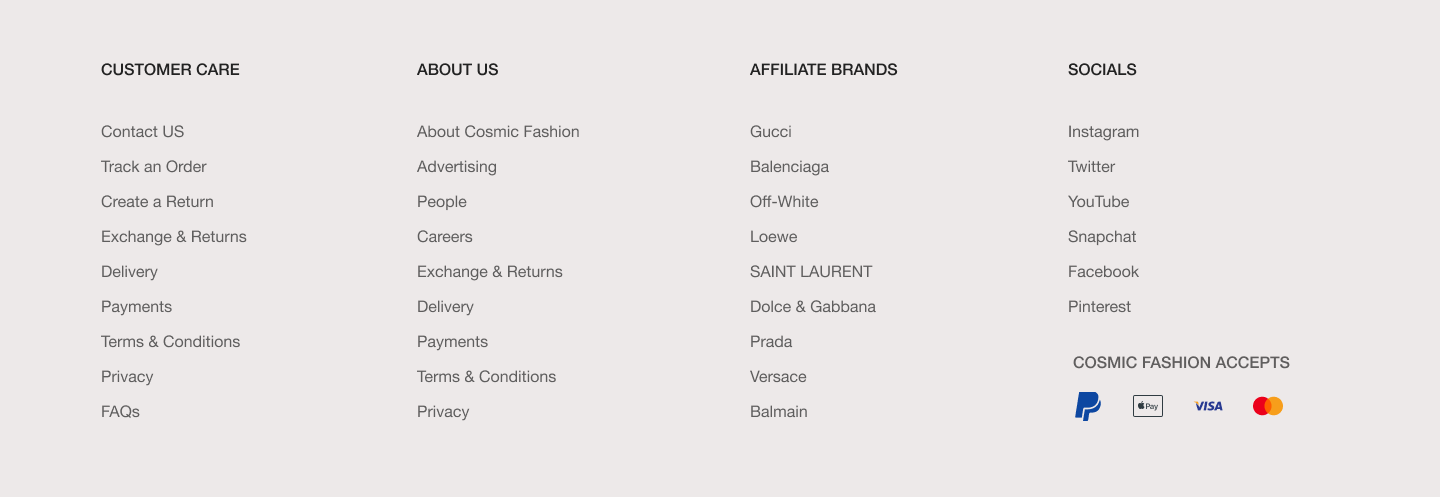 CUSTOMER CARE
Contact US
Track an Order
Create a Return
Exchange & Returns
Delivery
Payments
Terms & Conditions
Privacy
FAQs
ABOUT US
About Cosmic Fashion
Advertising
People
Careers
Exchange & Returns
Delivery
Payments
Terms & Conditions
Privacy
AFFILIATE BRANDS
Gucci
Balenciaga
Off-White
Loewe
SAINT LAURENT
Dolce & Gabbana
Prada
Versace
Balmain
SOCIALS
Instagram
Twitter
YouTube
Snapchat
Facebook
Pinterest
COSMIC FASHION ACCEPTS
Pay VISA